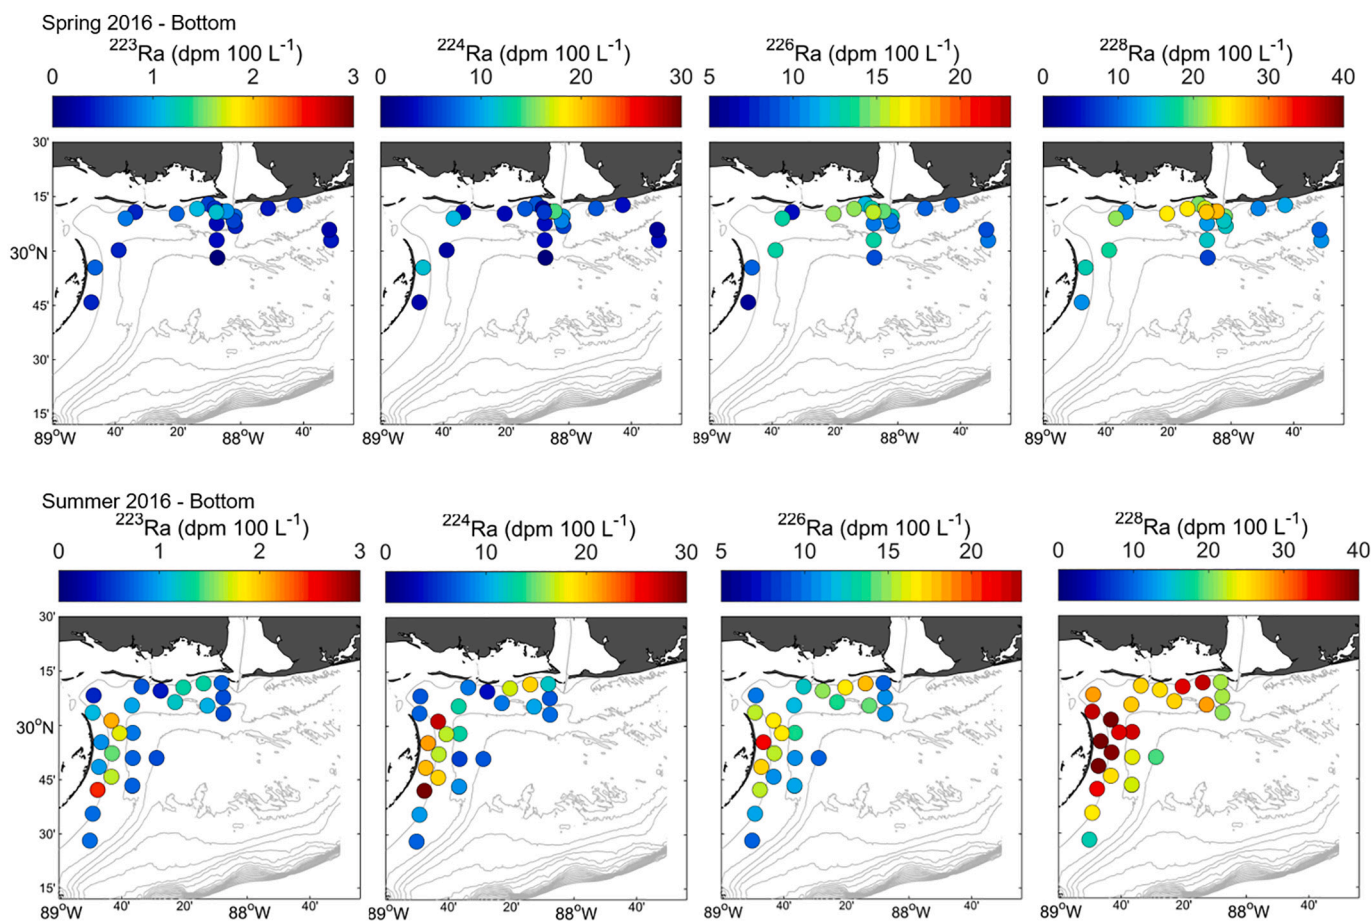 Spring 2016 - Bottom
²²³Ra (dpm 100 L⁻¹) ²²⁴Ra (dpm 100 L⁻¹) ²²⁶Ra (dpm 100 L⁻¹) ²²⁸Ra (dpm 100 L⁻¹)
0 1 2 3 0 10 20 30 5 10 15 20 0 10 20 30 40
30'
15'
30°N
45'
30'
15'
89°W 40' 20' 88°W 40' 89°W 40' 20' 88°W 40' 89°W 40' 20' 88°W 40' 89°W 40' 20' 88°W 40'
Summer 2016 - Bottom
²²³Ra (dpm 100 L⁻¹) ²²⁴Ra (dpm 100 L⁻¹) ²²⁶Ra (dpm 100 L⁻¹) ²²⁸Ra (dpm 100 L⁻¹)
0 1 2 3 0 10 20 30 5 10 15 20 0 10 20 30 40
30'
15'
30°N
45'
30'
15'
89°W 40' 20' 88°W 40' 89°W 40' 20' 88°W 40' 89°W 40' 20' 88°W 40' 89°W 40' 20' 88°W 40'